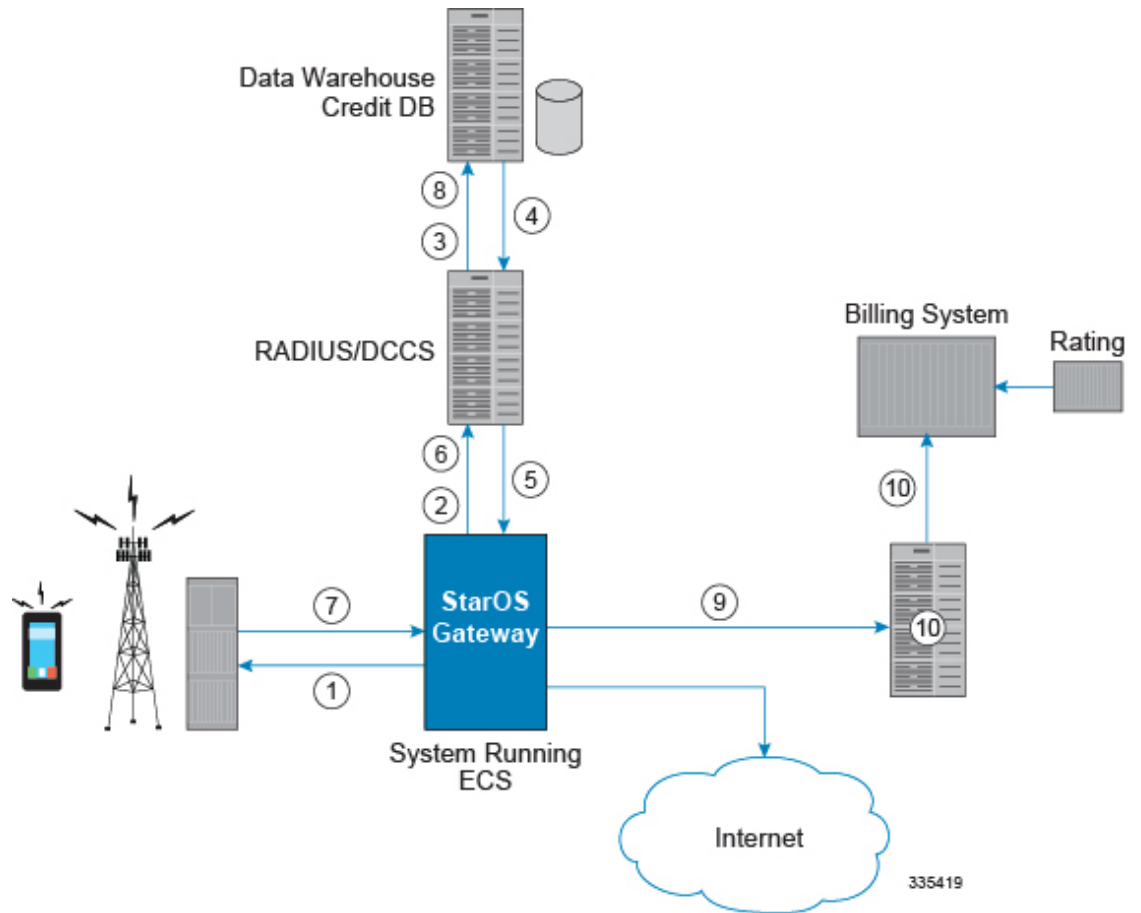 Data Warehouse
Credit DB
8
4
3
RADIUS/DCCS
Billing System
Rating
6
5
2
10
7
StarOS
Gateway
9
10
1
System Running
ECS
Internet
335419